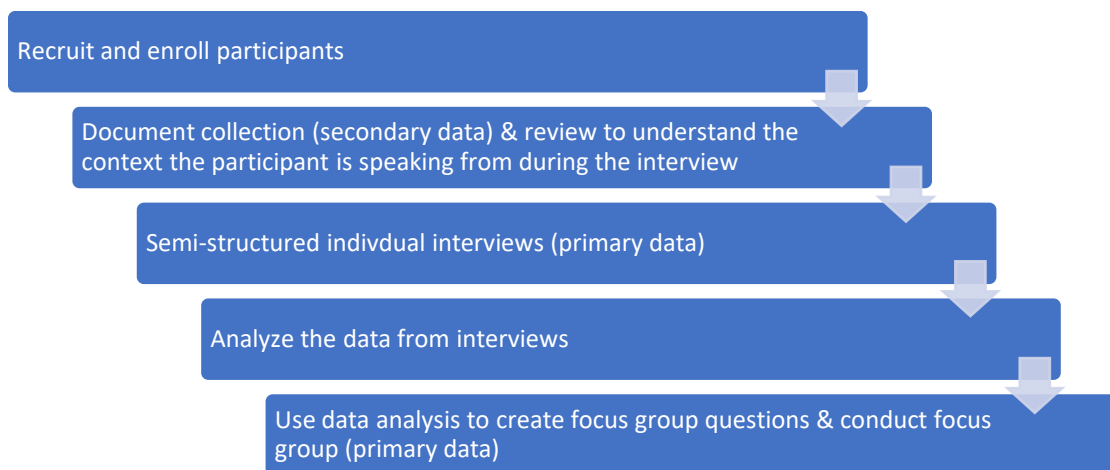 Recruit and enroll participants
Document collection (secondary data) & review to understand the
context the participant is speaking from during the interview
Semi-structured indivdual interviews (primary data)
Analyze the data from interviews
Use data analysis to create focus group questions & conduct focus
group (primary data)